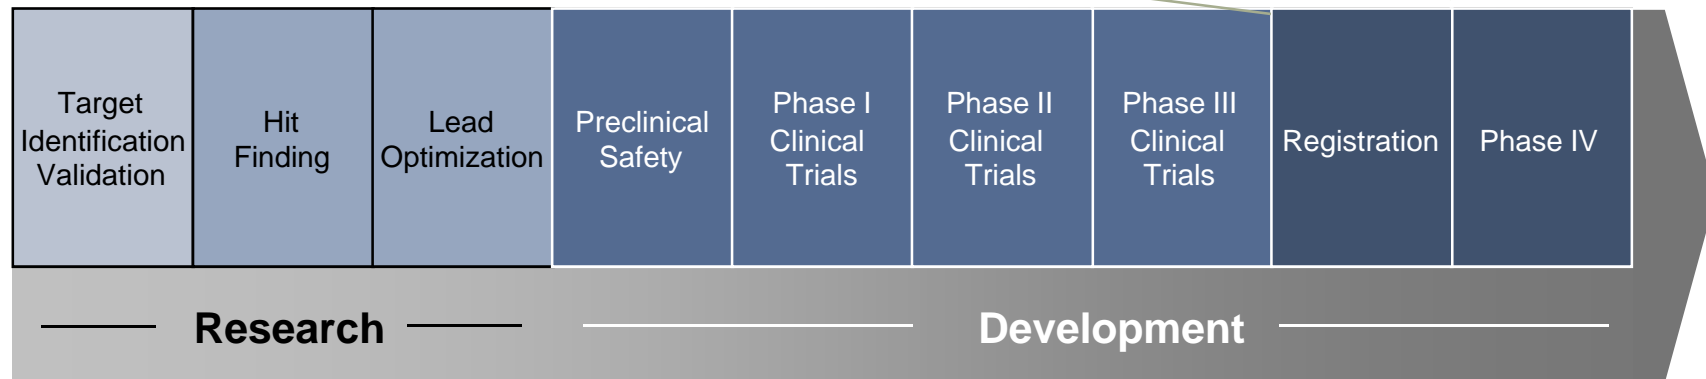 Target
Identification
Validation
Hit
Finding
Lead
Optimization
Preclinical
Safety
Phase I
Clinical
Trials
Phase II
Clinical
Trials
Phase III
Clinical
Trials
Registration
Phase IV
Research
Development